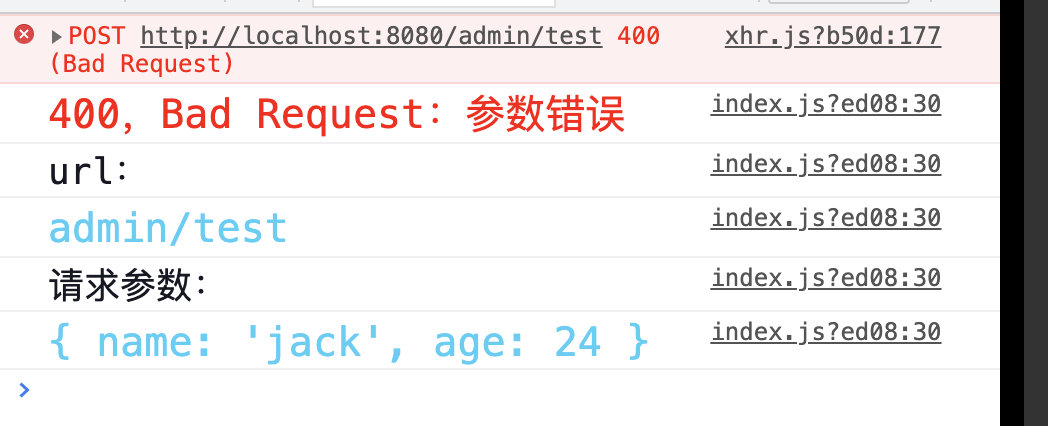 POST http://localhost:8080/admin/test 400 xhr.js?b50d:177
(Bad Request)
400, Bad Request: 参数错误 index.js?ed08:30
url: index.js?ed08:30
admin/test index.js?ed08:30
请求参数: index.js?ed08:30
{ name: 'jack', age: 24 } index.js?ed08:30